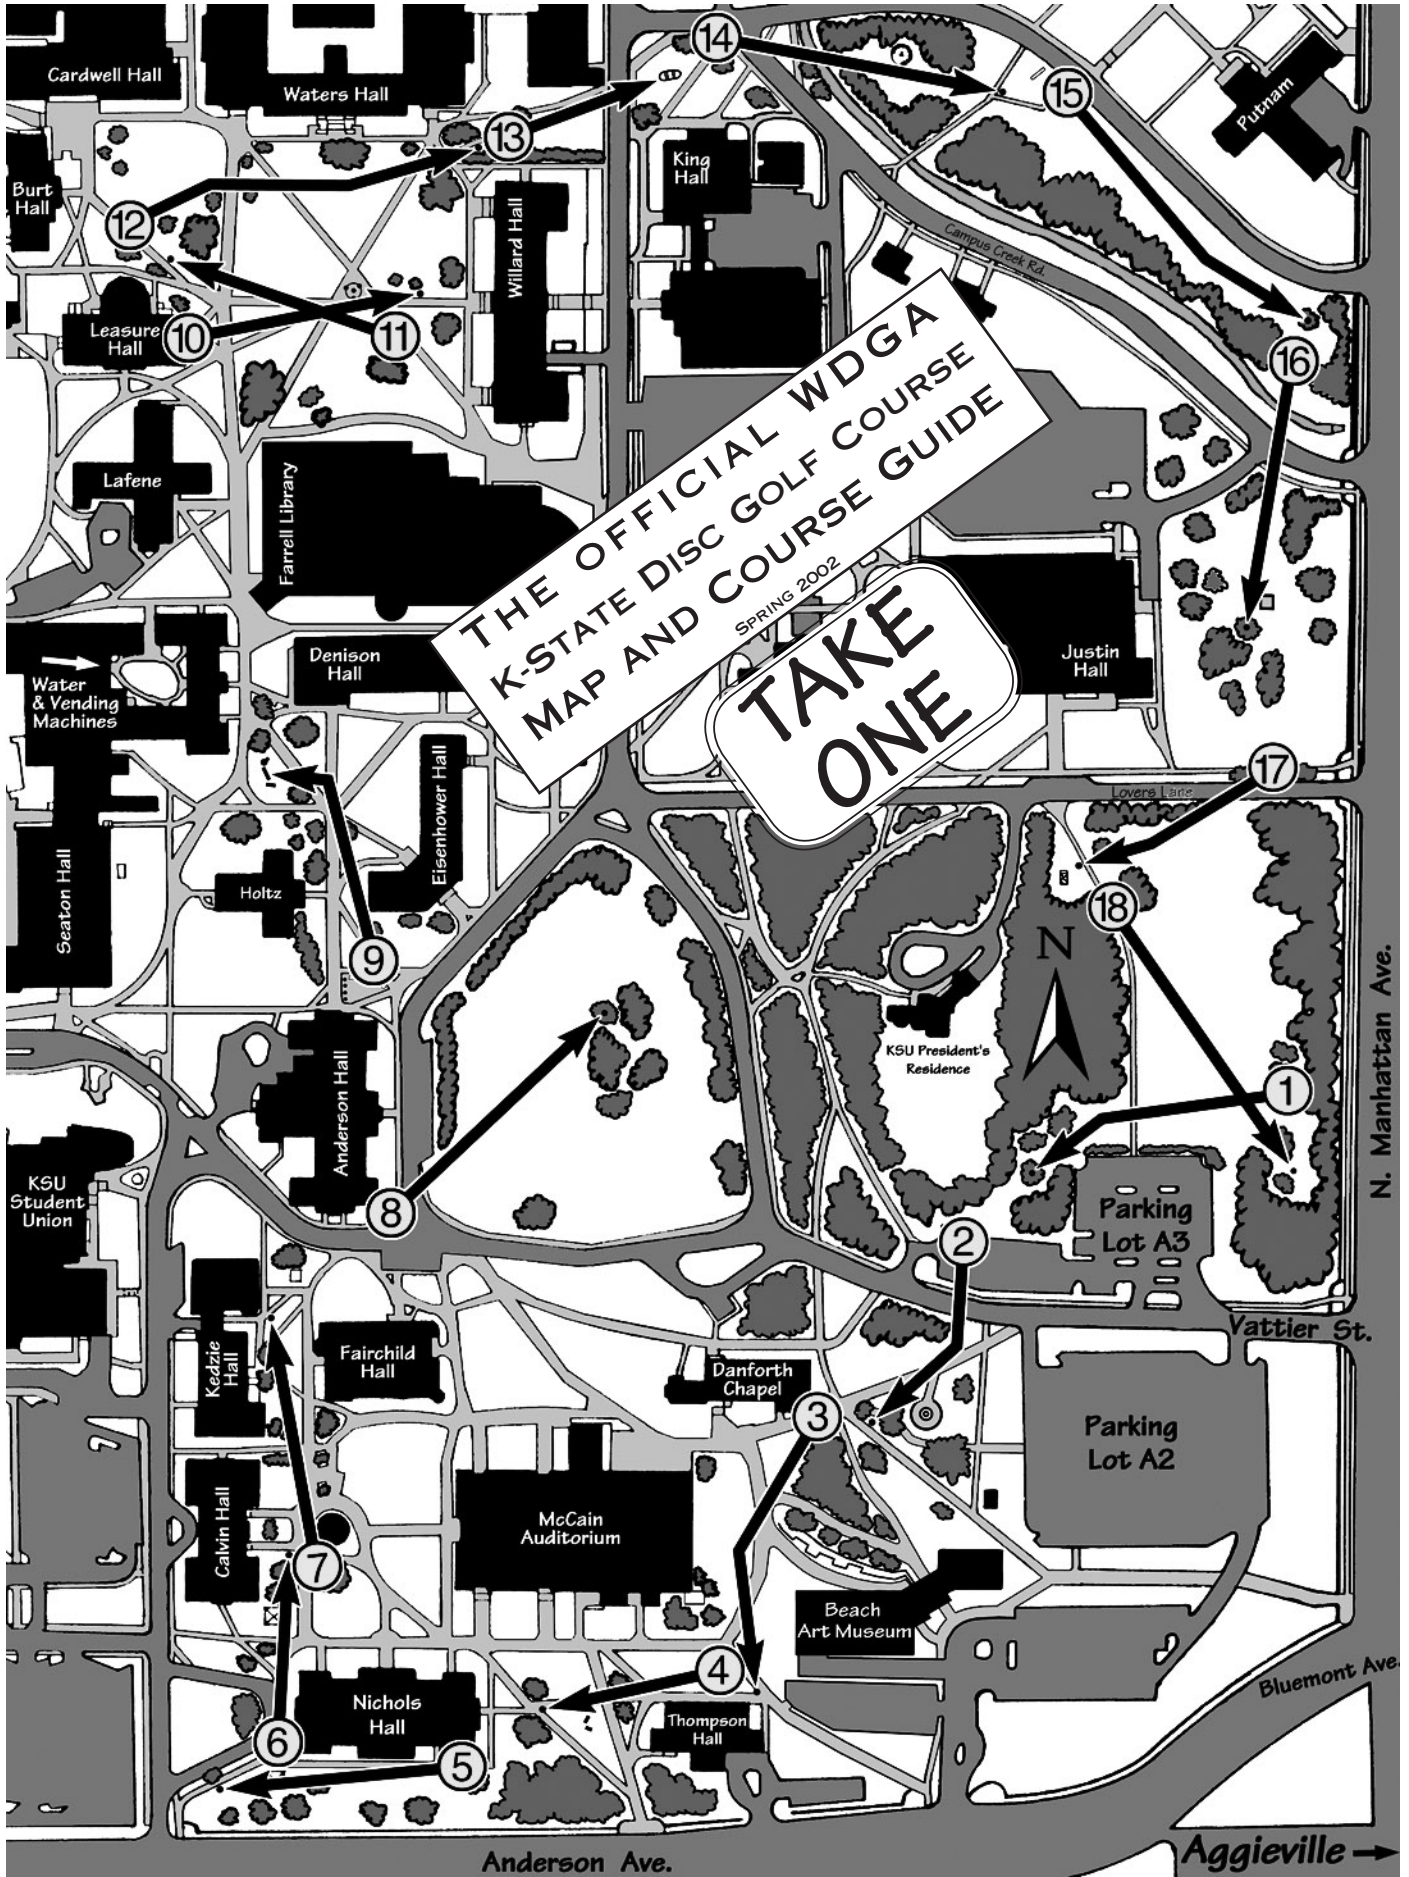 14
15
Cardwell Hall
Waters Hall
Putnam
13
King
Hall
Burt
Hall
12
Willard Hall
Campus Creek Rd.
Leasure
Hall
10
11
16
THE OFFICIAL WDGA
K-STATE DISC GOLF COURSE
MAP AND COURSE GUIDE
SPRING 2002
TAKE
ONE
Lafene
Farrell Library
Denison
Hall
Justin
Hall
Water
& Vending
Machines
17
Lovers Lane
Eisenhower Hall
Seaton Hall
Holtz
18
N
9
N. Manhattan Ave.
KSU President's
Residence
1
Anderson Hall
KSU
Student
Union
8
Parking
Lot A3
2
Vattier St.
Kedzie
Hall
Fairchild
Hall
Danforth
Chapel
3
Parking
Lot A2
Calvin Hall
McCain
Auditorium
7
Beach
Art Museum
4
Bluemont Ave.
Nichols
Hall
Thompson
Hall
6
5
Anderson Ave.
Aggieville